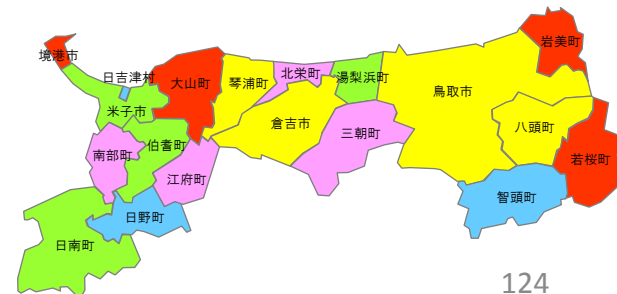 境港市
日吉津村
米子市
大山町
琴浦町
北栄町
湯梨浜町
鳥取市
岩美町
倉吉市
三朝町
八頭町
若桜町
智頭町
南部町
伯耆町
江府町
日野町
日南町
124